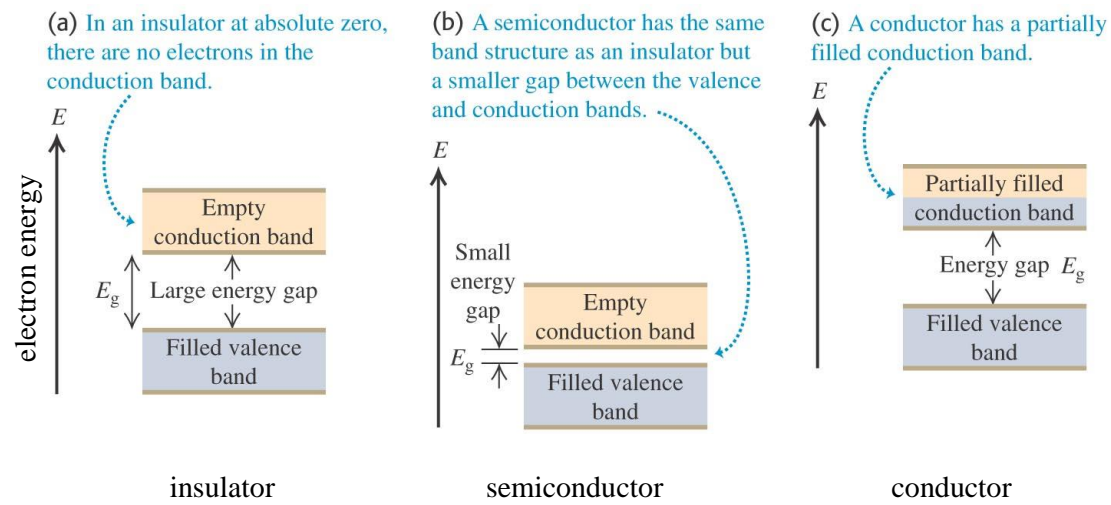 (a) In an insulator at absolute zero,
there are no electrons in the
conduction band.
E
electron energy
Empty
conduction band
E_g
Large energy gap
Filled valence
band
insulator
(b) A semiconductor has the same
band structure as an insulator but
a smaller gap between the valence
and conduction bands.
E
Small
energy
gap
Empty
conduction band
E_g
Filled valence
band
semiconductor
(c) A conductor has a partially
filled conduction band.
E
Partially filled
conduction band
Energy gap E_g
Filled valence
band
conductor